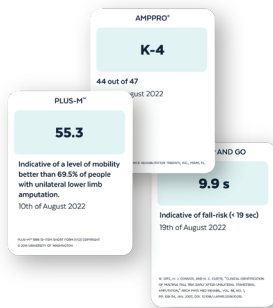 AMPPRO®
K-4
44 out of 47
gust 2022
PLUS-M™
55.3
Indicative of a level of mobility
better than 69.5% of people
with unilateral lower limb
amputation.
10th of August 2022
AND GO
9.9 s
Indicative of fall-risk (< 19 sec)
19th of August 2022